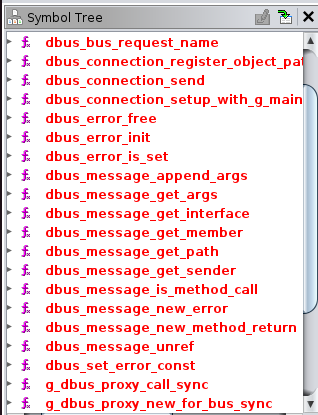 Symbol Tree
dbus_bus_request_name
dbus_connection_register_object_pat
dbus_connection_send
dbus_connection_setup_with_g_main
dbus_error_free
dbus_error_init
dbus_error_is_set
dbus_message_append_args
dbus_message_get_args
dbus_message_get_interface
dbus_message_get_member
dbus_message_get_path
dbus_message_get_sender
dbus_message_is_method_call
dbus_message_new_error
dbus_message_new_method_return
dbus_message_unref
dbus_set_error_const
g_dbus_proxy_call_sync
g_dbus_proxy_new_for_bus_sync